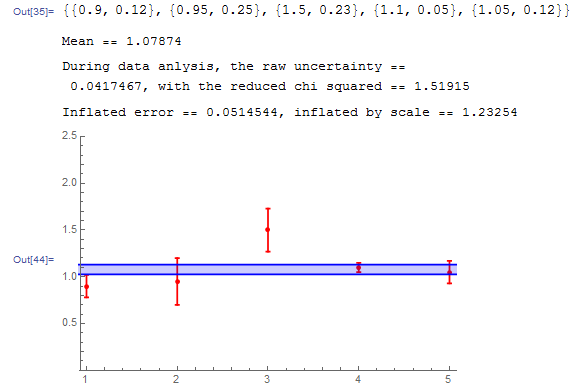 Out[35]= {{0.9, 0.12}, {0.95, 0.25}, {1.5, 0.23}, {1.1, 0.05}, {1.05, 0.12}}
Mean == 1.07874
During data anlysis, the raw uncertainty ==
0.0417467, with the reduced chi squared == 1.51915
Inflated error == 0.0514544, inflated by scale == 1.23254
2.5
2.0
1.5
Out[44]=
1.0
0.5
1 2 3 4 5